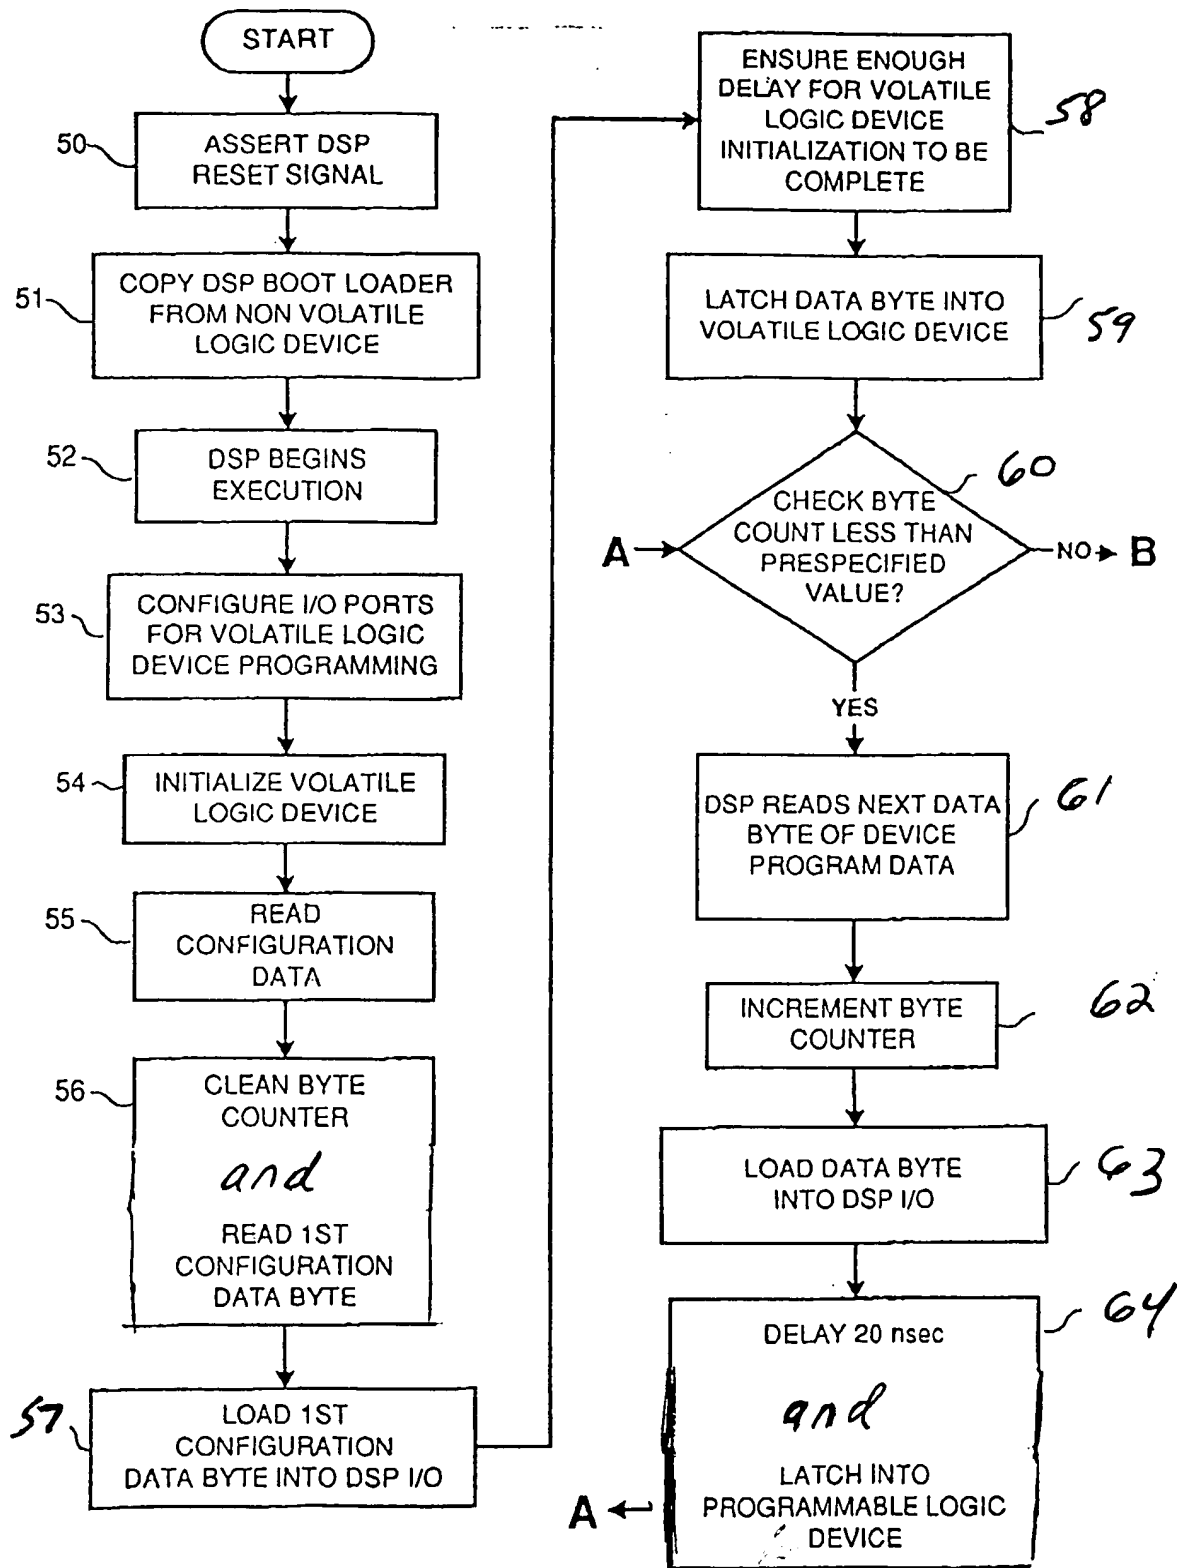 START
50
ASSERT DSP
RESET SIGNAL
51
COPY DSP BOOT LOADER
FROM NON VOLATILE
LOGIC DEVICE
52
DSP BEGINS
EXECUTION
53
CONFIGURE I/O PORTS
FOR VOLATILE LOGIC
DEVICE PROGRAMMING
54
INITIALIZE VOLATILE
LOGIC DEVICE
55
READ
CONFIGURATION
DATA
56
CLEAN BYTE
COUNTER
and
READ 1ST
CONFIGURATION
DATA BYTE
57
LOAD 1ST
CONFIGURATION
DATA BYTE INTO DSP I/O
ENSURE ENOUGH
DELAY FOR VOLATILE
LOGIC DEVICE
INITIALIZATION TO BE
COMPLETE
58
LATCH DATA BYTE INTO
VOLATILE LOGIC DEVICE
59
60
CHECK BYTE
COUNT LESS THAN
PRESPECIFIED
VALUE?
A
NO
B
YES
DSP READS NEXT DATA
BYTE OF DEVICE
PROGRAM DATA
61
INCREMENT BYTE
COUNTER
62
LOAD DATA BYTE
INTO DSP I/O
63
64
DELAY 20 nsec
and
LATCH INTO
PROGRAMMABLE LOGIC
DEVICE
A